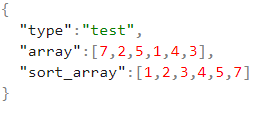 {
  "type":"test",
  "array":[7,2,5,1,4,3],
  "sort_array":[1,2,3,4,5,7]
}